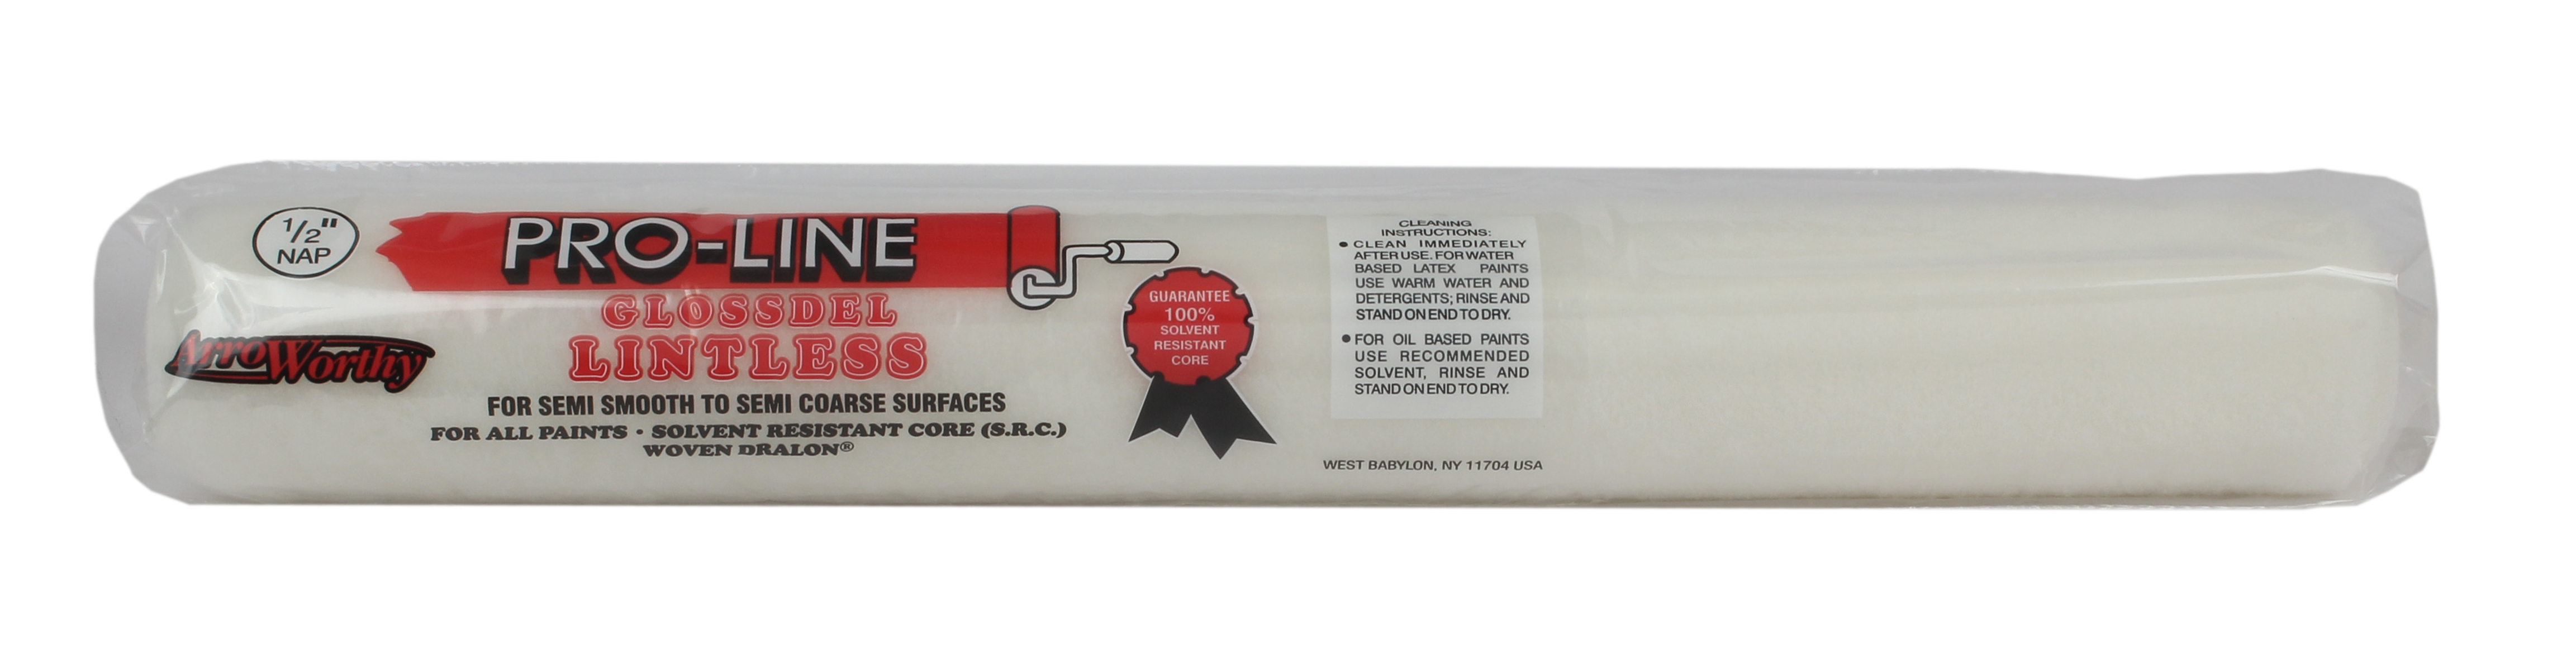 1/2"
NAP
PRO-LINE
GLOSSDEL
LINTLESS
ArroWorthy
FOR SEMI SMOOTH TO SEMI COARSE SURFACES
FOR ALL PAINTS • SOLVENT RESISTANT CORE (S.R.C.)
WOVEN DRALON®
GUARANTEE
100%
SOLVENT
RESISTANT
CORE
CLEANING
INSTRUCTIONS:
• CLEAN IMMEDIATELY
AFTER USE. FOR WATER
BASED LATEX PAINTS
USE WARM WATER AND
DETERGENTS; RINSE AND
STAND ON END TO DRY.
• FOR OIL BASED PAINTS
USE RECOMMENDED
SOLVENT, RINSE AND
STAND ON END TO DRY.
WEST BABYLON, NY 11704 USA